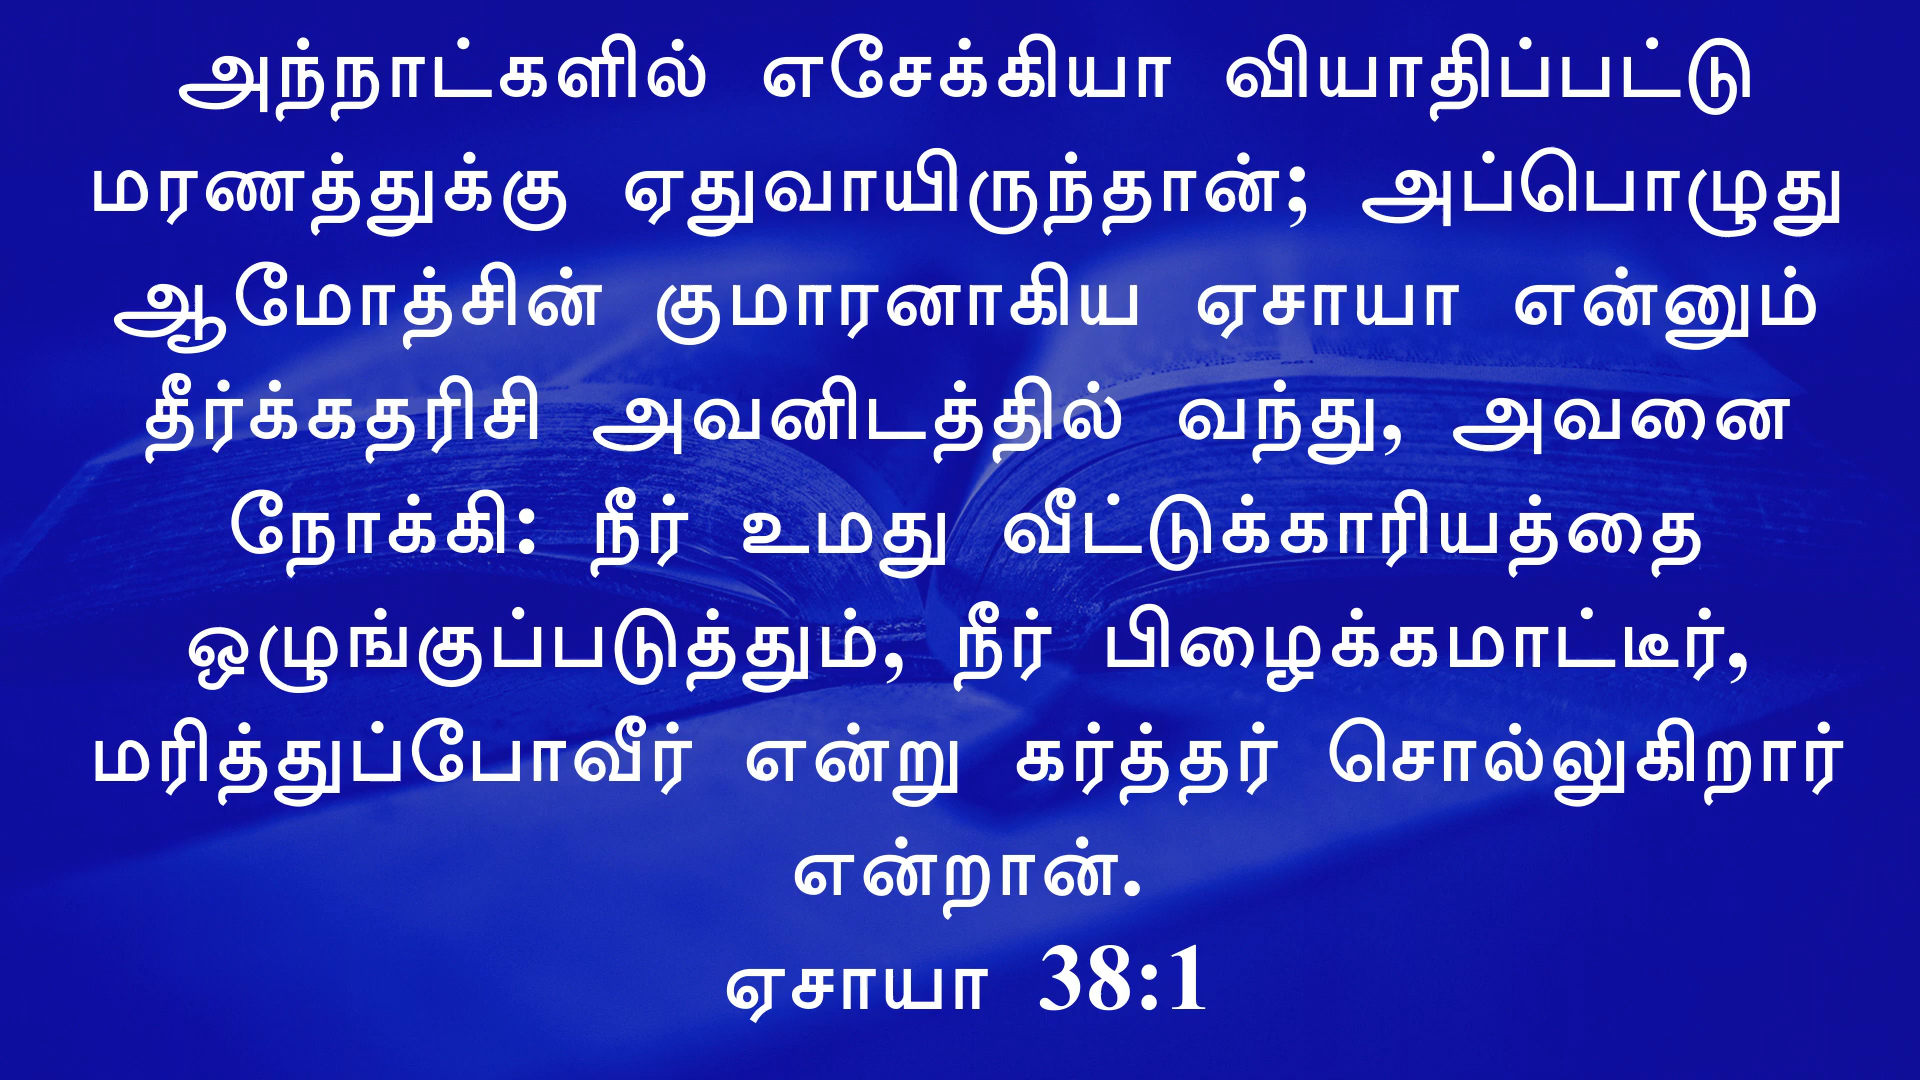 அந்நாட்களில் எசேக்கியா வியாதிப்பட்டு
மரணத்துக்கு ஏதுவாயிருந்தான்; அப்பொழுது
ஆமோத்சின் குமாரனாகிய ஏசாயா என்னும்
தீர்க்கதரிசி அவனிடத்தில் வந்து, அவனை
நோக்கி: நீர் உமது வீட்டுக்காரியத்தை
ஒழுங்குப்படுத்தும், நீர் பிழைக்கமாட்டீர்,
மரித்துப்போவீர் என்று கர்த்தர் சொல்லுகிறார்
என்றான்.
ஏசாயா 38:1